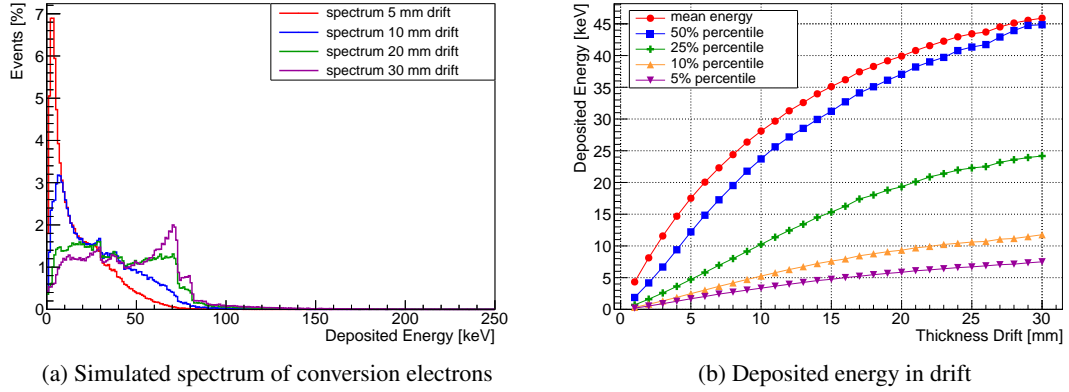 Events [%]
7
6
5
4
3
2
1
0
0
50
100
150
200
250
Deposited Energy [keV]
spectrum 5 mm drift
spectrum 10 mm drift
spectrum 20 mm drift
spectrum 30 mm drift
(a) Simulated spectrum of conversion electrons
Deposited Energy [keV]
45
40
35
30
25
20
15
10
5
0
0
5
10
15
20
25
30
Thickness Drift [mm]
mean energy
50% percentile
25% percentile
10% percentile
5% percentile
(b) Deposited energy in drift